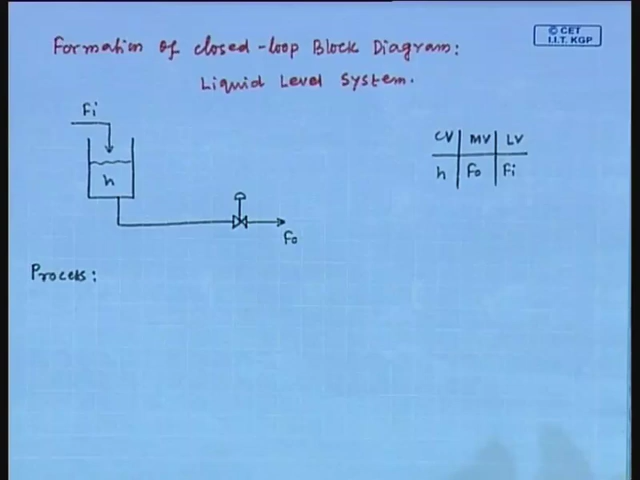 © CET
I.I.T. KGP
Formation of closed-loop Block Diagram:
Liquid Level System.
Fi
h
Fo
CV MV LV
h Fo Fi
Process: